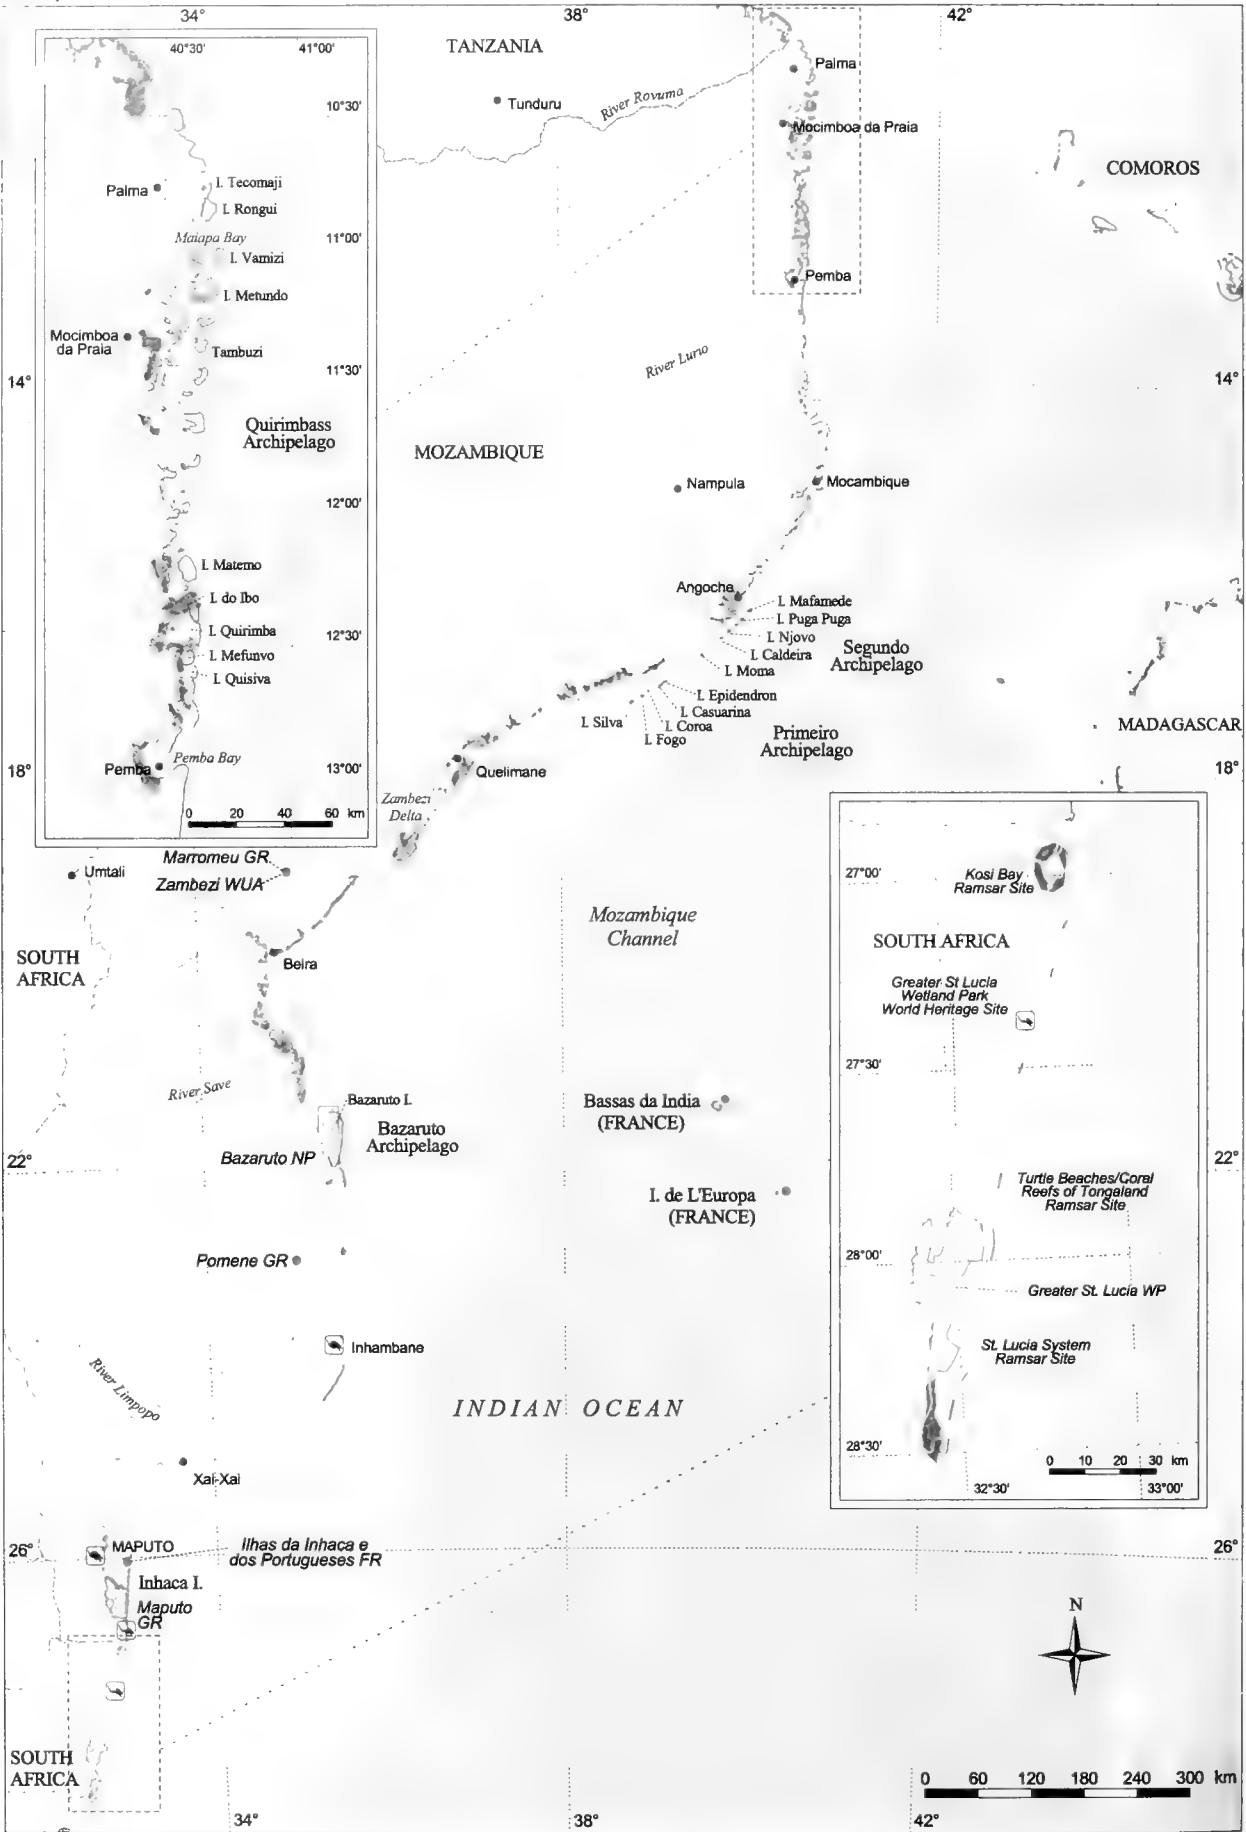 34°
38°
42°
40°30'
41°00'
10°30'
Palma
I. Tecomaji
I. Rongui
Maiapa Bay
11°00'
I. Vamizi
I. Metundo
Mocimboa
da Praia
Tambuzi
11°30'
Quirimbass
Archipelago
12°00'
I. Matemo
I. do Ibo
I. Quirimba
12°30'
I. Mefunvo
I. Quisiva
Pemba
Pemba Bay
13°00'
0 20 40 60 km
TANZANIA
Tunduru
River Rovuma
Palma
Mocimboa da Praia
COMOROS
Pemba
River Lurio
14°
14°
MOZAMBIQUE
Nampula
Mocambique
Angoche
I. Mafamede
I. Puga Puga
I. Njovo
I. Caldeira
I. Moma
Segundo
Archipelago
I. Epidendron
I. Casuarina
I. Coroa
I. Fogo
I. Silva
Primeiro
Archipelago
MADAGASCAR
18°
18°
Quelimane
Zambezi
Delta
Marromeu GR
Zambezi WUA
Umtali
SOUTH
AFRICA
Beira
Mozambique
Channel
River Save
Bazaruto I.
Bazaruto
Archipelago
Bazaruto NP
Bassas da India
(FRANCE)
I. de L'Europa
(FRANCE)
22°
22°
Pomene GR
Inhambane
River Limpopo
INDIAN OCEAN
Xai-Xai
27°00'
Kosi Bay
Ramsar Site
SOUTH AFRICA
Greater St Lucia
Wetland Park
World Heritage Site
27°30'
Turtle Beaches/Coral
Reefs of Tongaland
Ramsar Site
28°00'
Greater St. Lucia WP
St. Lucia System
Ramsar Site
28°30'
0 10 20 30 km
32°30'
33°00'
26°
26°
MAPUTO
Ilhas da Inhaca e
dos Portugueses FR
Inhaca I.
Maputo
GR
N
SOUTH
AFRICA
0 60 120 180 240 300 km
34°
38°
42°